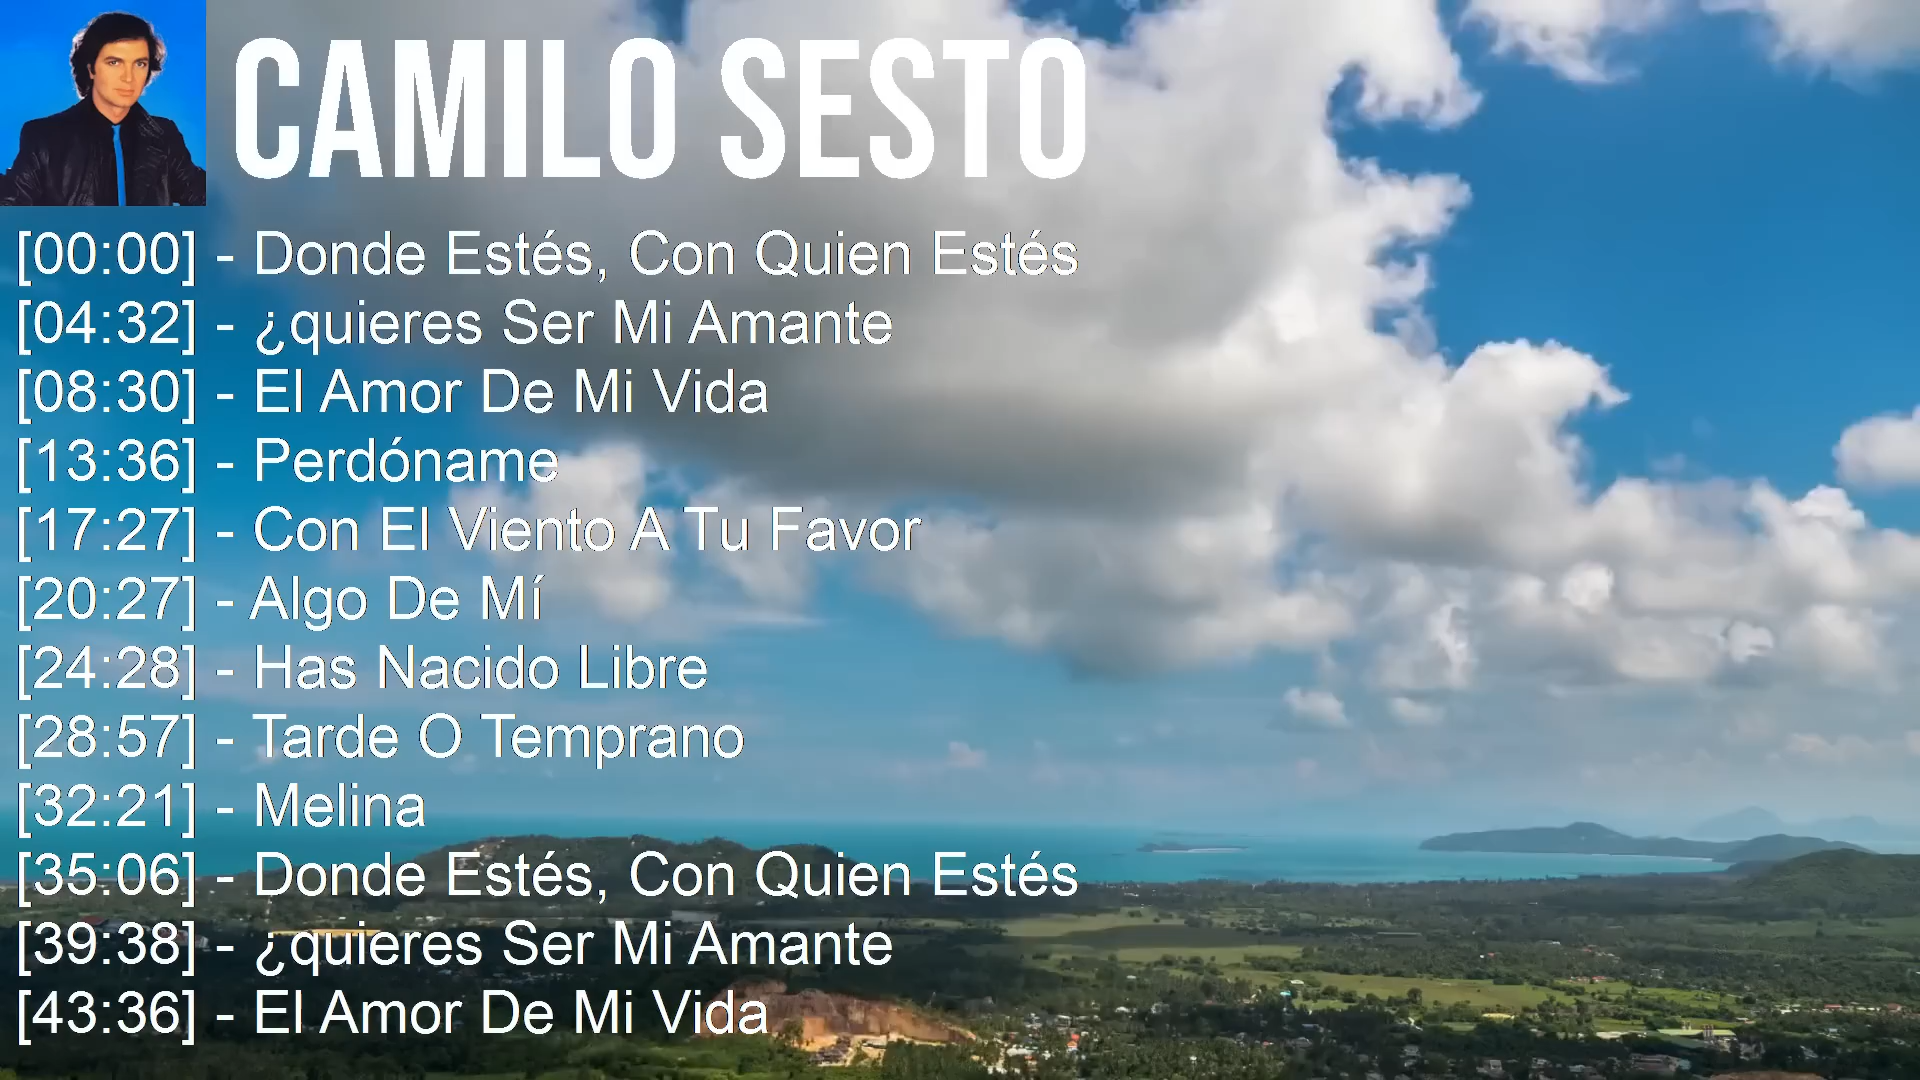 CAMILO SESTO
[00:00] - Donde Estés, Con Quien Estés
[04:32] - ¿quieres Ser Mi Amante
[08:30] - El Amor De Mi Vida
[13:36] - Perdóname
[17:27] - Con El Viento A Tu Favor
[20:27] - Algo De Mí
[24:28] - Has Nacido Libre
[28:57] - Tarde O Temprano
[32:21] - Melina
[35:06] - Donde Estés, Con Quien Estés
[39:38] - ¿quieres Ser Mi Amante
[43:36] - El Amor De Mi Vida